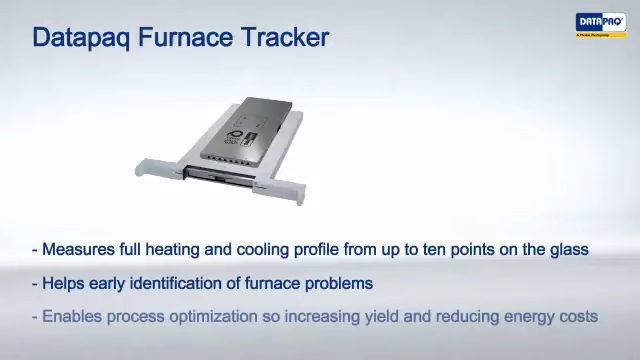 Datapaq Furnace Tracker
DATAPAQ
- Measures full heating and cooling profile from up to ten points on the glass
- Helps early identification of furnace problems
- Enables process optimization so increasing yield and reducing energy costs